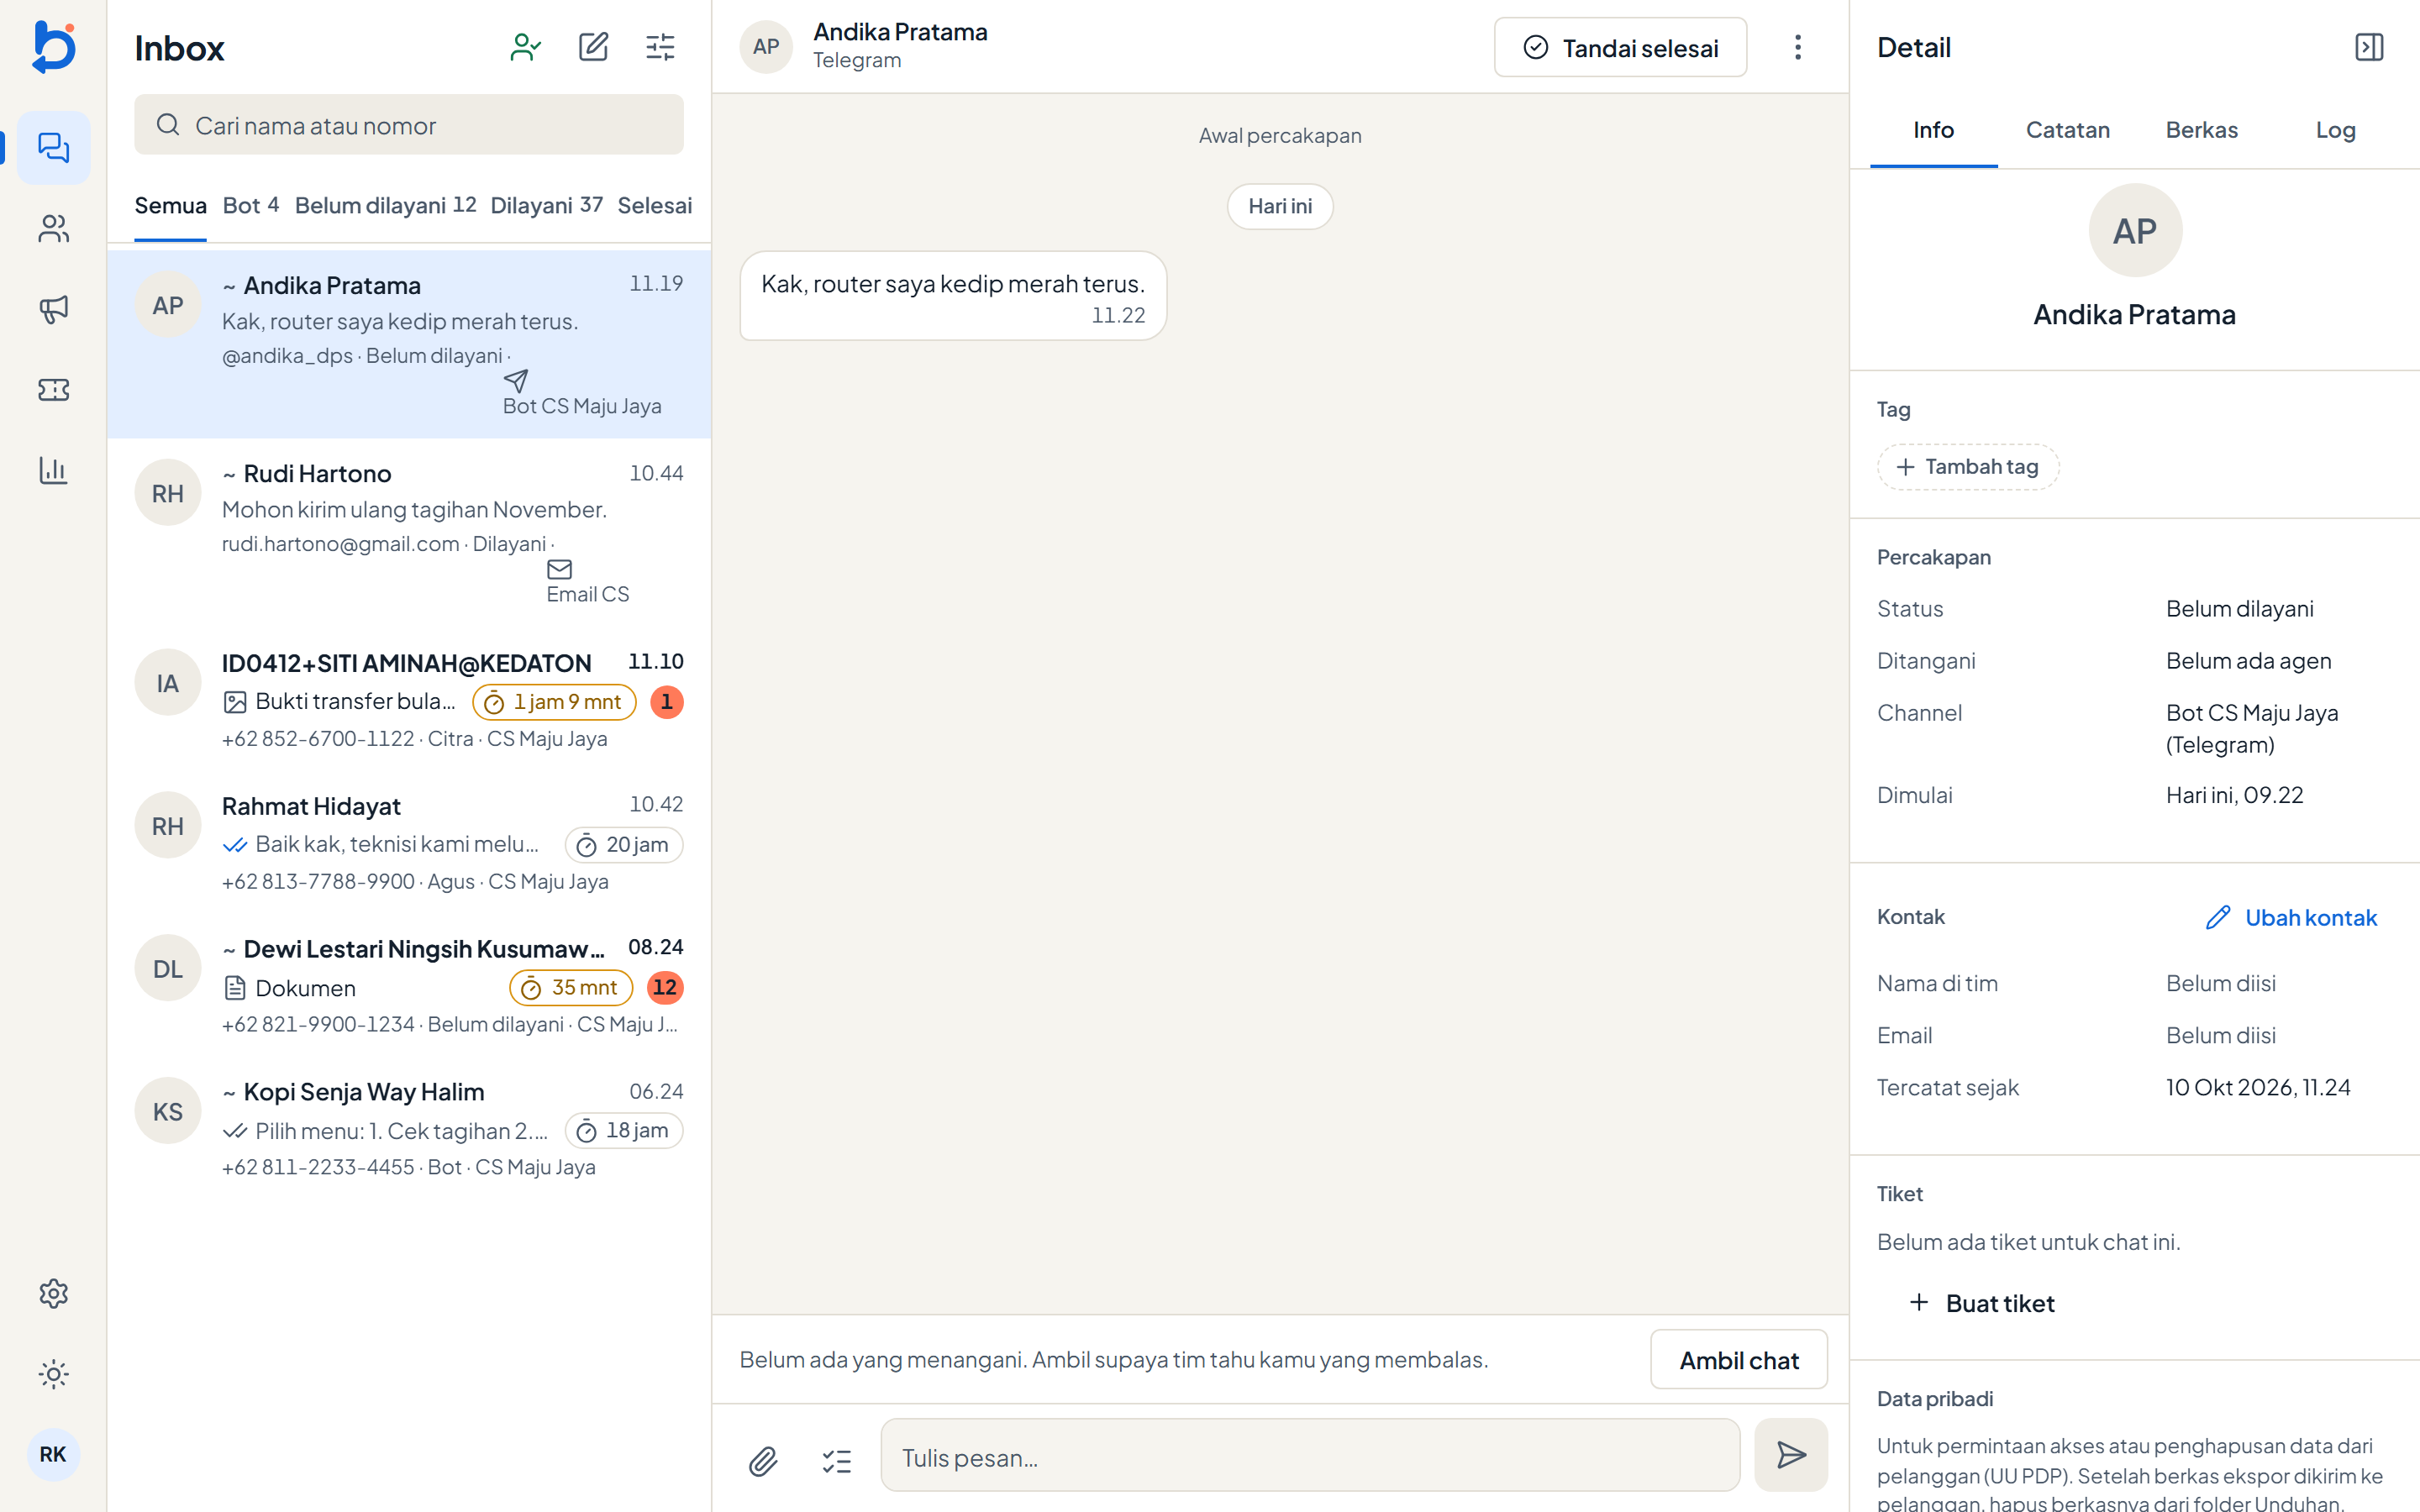 Inbox
Cari nama atau nomor
Semua Bot 4 Belum dilayani 12 Dilayani 37 Selesai
AP
~ Andika Pratama 11.19
Kak, router saya kedip merah terus.
@andika_dps · Belum dilayani ·
Bot CS Maju Jaya
RH
~ Rudi Hartono 10.44
Mohon kirim ulang tagihan November.
rudi.hartono@gmail.com · Dilayani ·
Email CS
IA
ID0412+SITI AMINAH@KEDATON 11.10
Bukti transfer bula... 1 jam 9 mnt 1
+62 852-6700-1122 · Citra · CS Maju Jaya
RH
Rahmat Hidayat 10.42
Baik kak, teknisi kami melu... 20 jam
+62 813-7788-9900 · Agus · CS Maju Jaya
DL
~ Dewi Lestari Ningsih Kusumaw... 08.24
Dokumen 35 mnt 12
+62 821-9900-1234 · Belum dilayani · CS Maju J...
KS
~ Kopi Senja Way Halim 06.24
Pilih menu: 1. Cek tagihan 2.... 18 jam
+62 811-2233-4455 · Bot · CS Maju Jaya
RK
AP
Andika Pratama
Telegram
Tandai selesai
Awal percakapan
Hari ini
Kak, router saya kedip merah terus.
11.22
Belum ada yang menangani. Ambil supaya tim tahu kamu yang membalas.
Ambil chat
Tulis pesan...
Detail
Info Catatan Berkas Log
AP
Andika Pratama
Tag
Tambah tag
Percakapan
Status Belum dilayani
Ditangani Belum ada agen
Channel Bot CS Maju Jaya
(Telegram)
Dimulai Hari ini, 09.22
Kontak Ubah kontak
Nama di tim Belum diisi
Email Belum diisi
Tercatat sejak 10 Okt 2026, 11.24
Tiket
Belum ada tiket untuk chat ini.
Buat tiket
Data pribadi
Untuk permintaan akses atau penghapusan data dari
pelanggan (UU PDP). Setelah berkas ekspor dikirim ke
pelanggan, hapus berkasnya dari folder Unduhan.